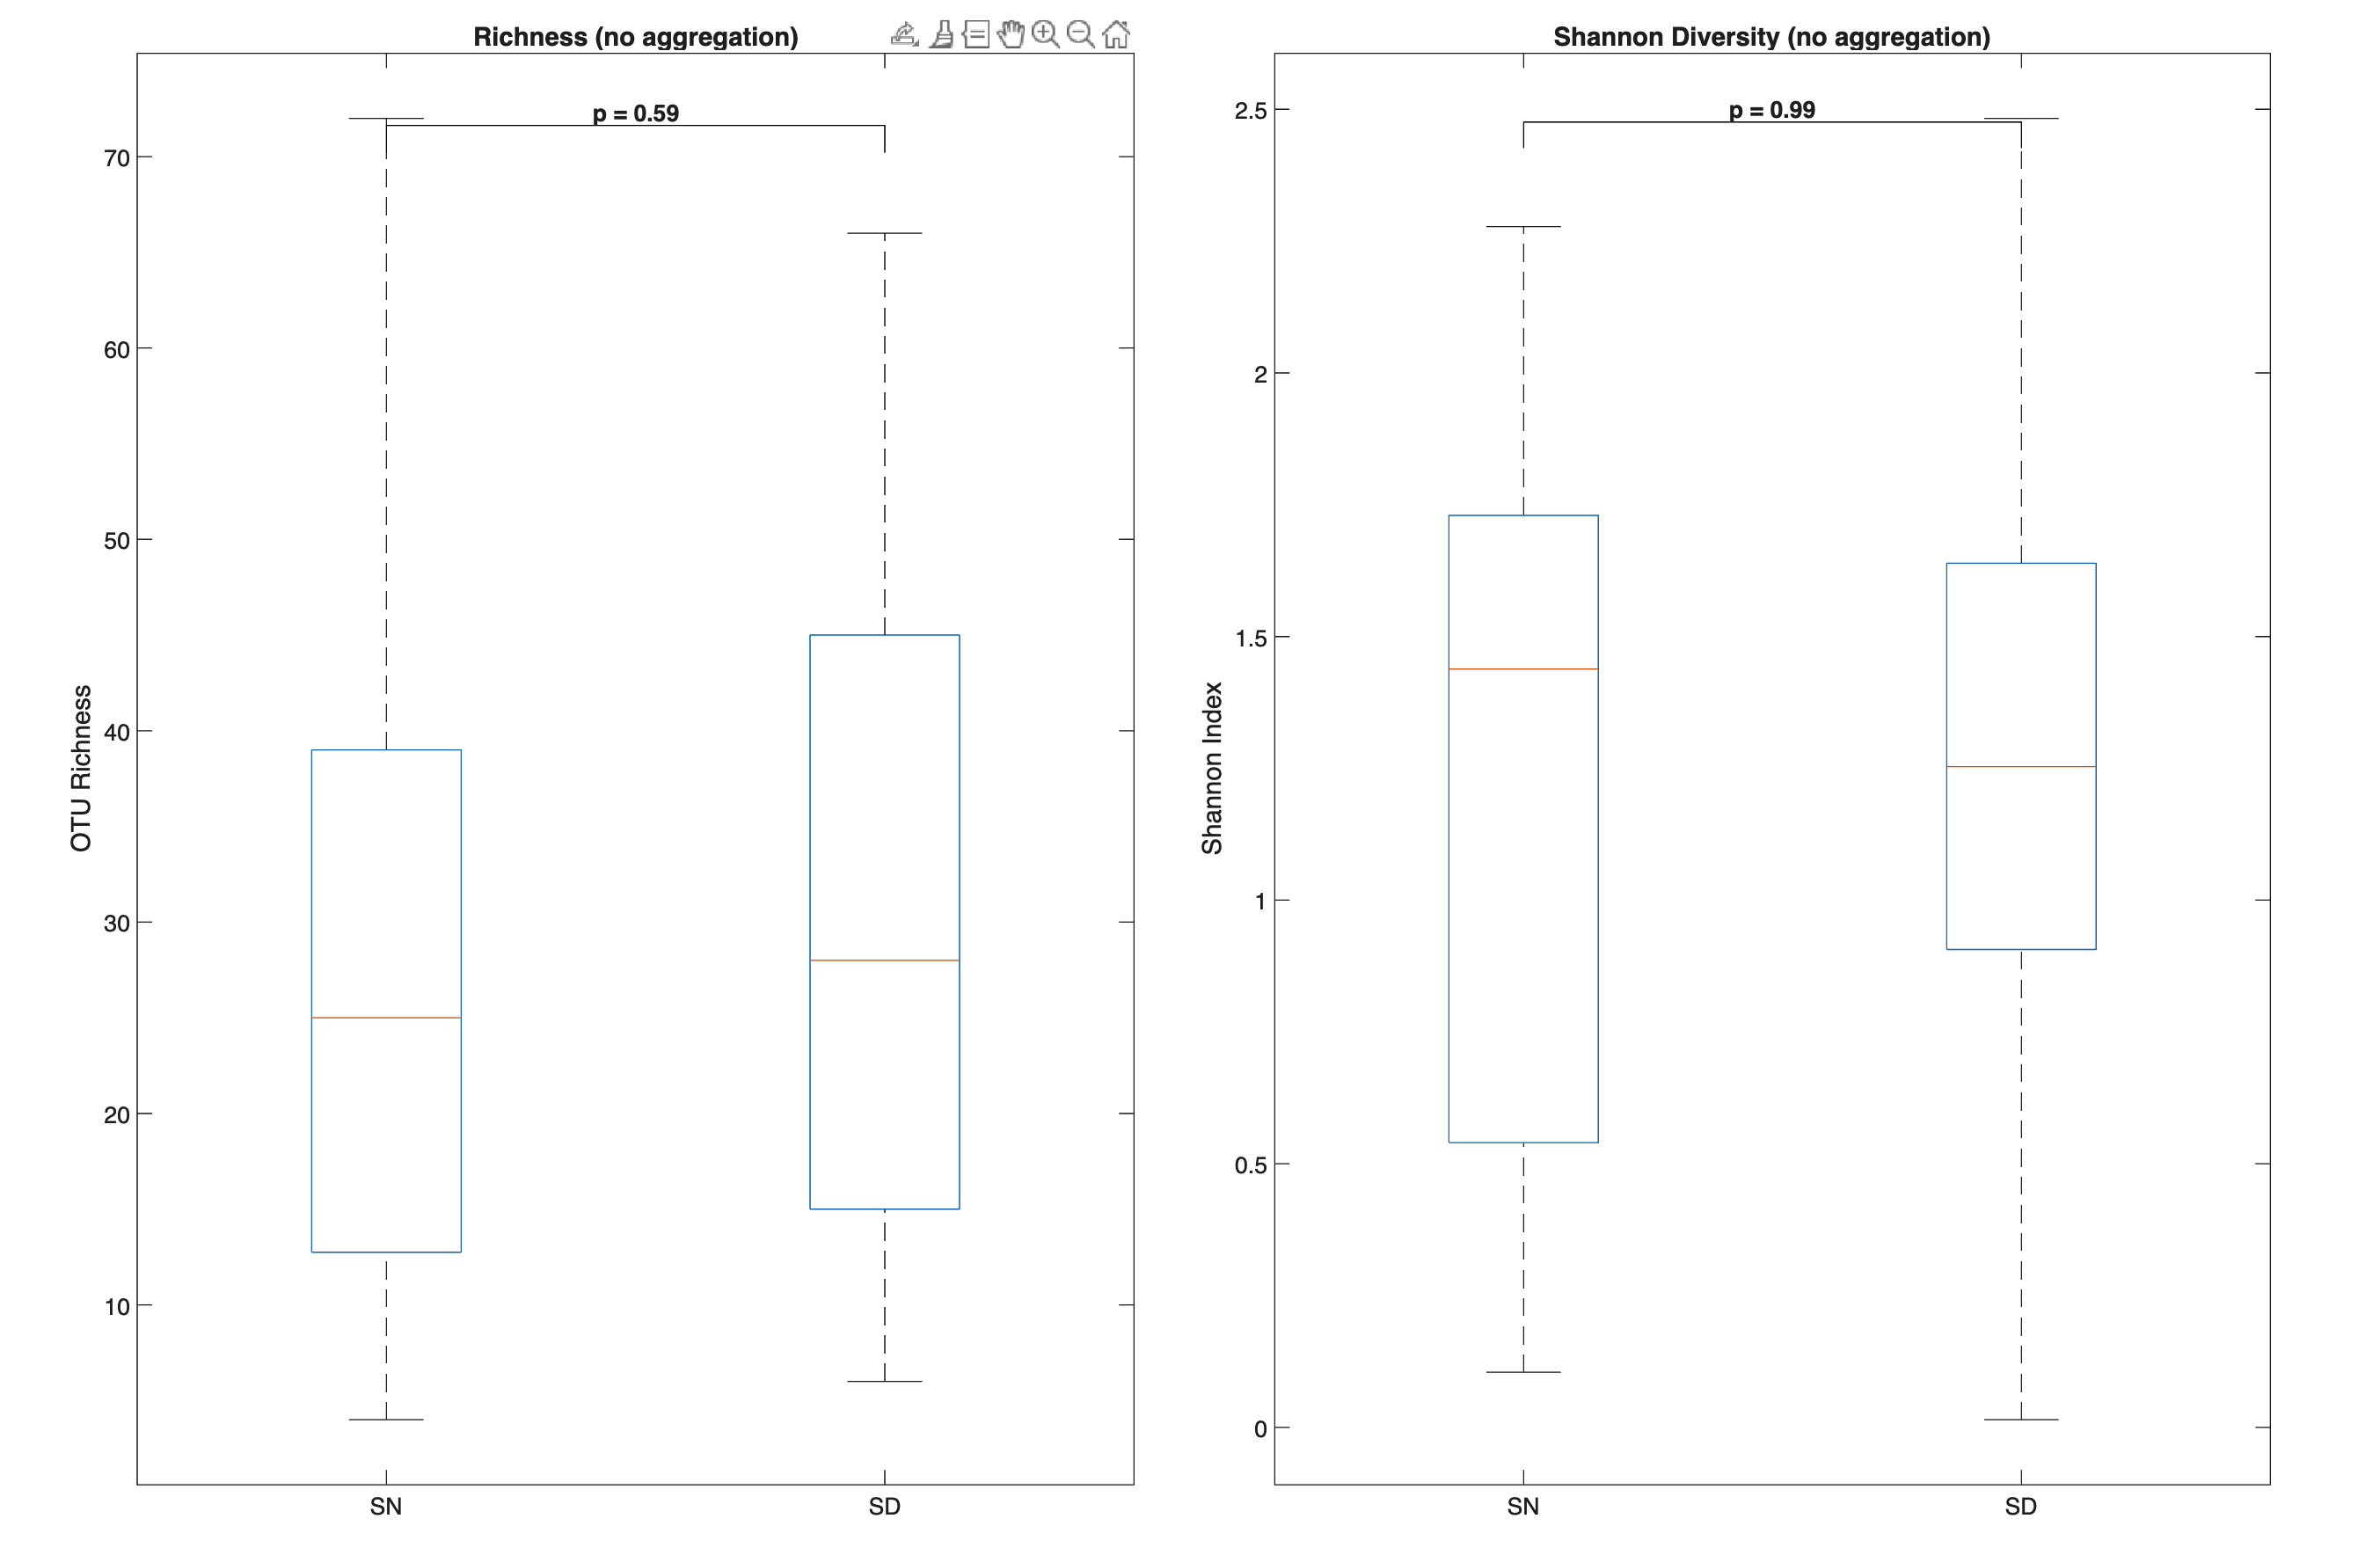 Richness (no aggregation)
p = 0.59
70
60
50
40
30
20
10
OTU Richness
SN
SD
Shannon Diversity (no aggregation)
p = 0.99
2.5
2
1.5
1
0.5
0
Shannon Index
SN
SD